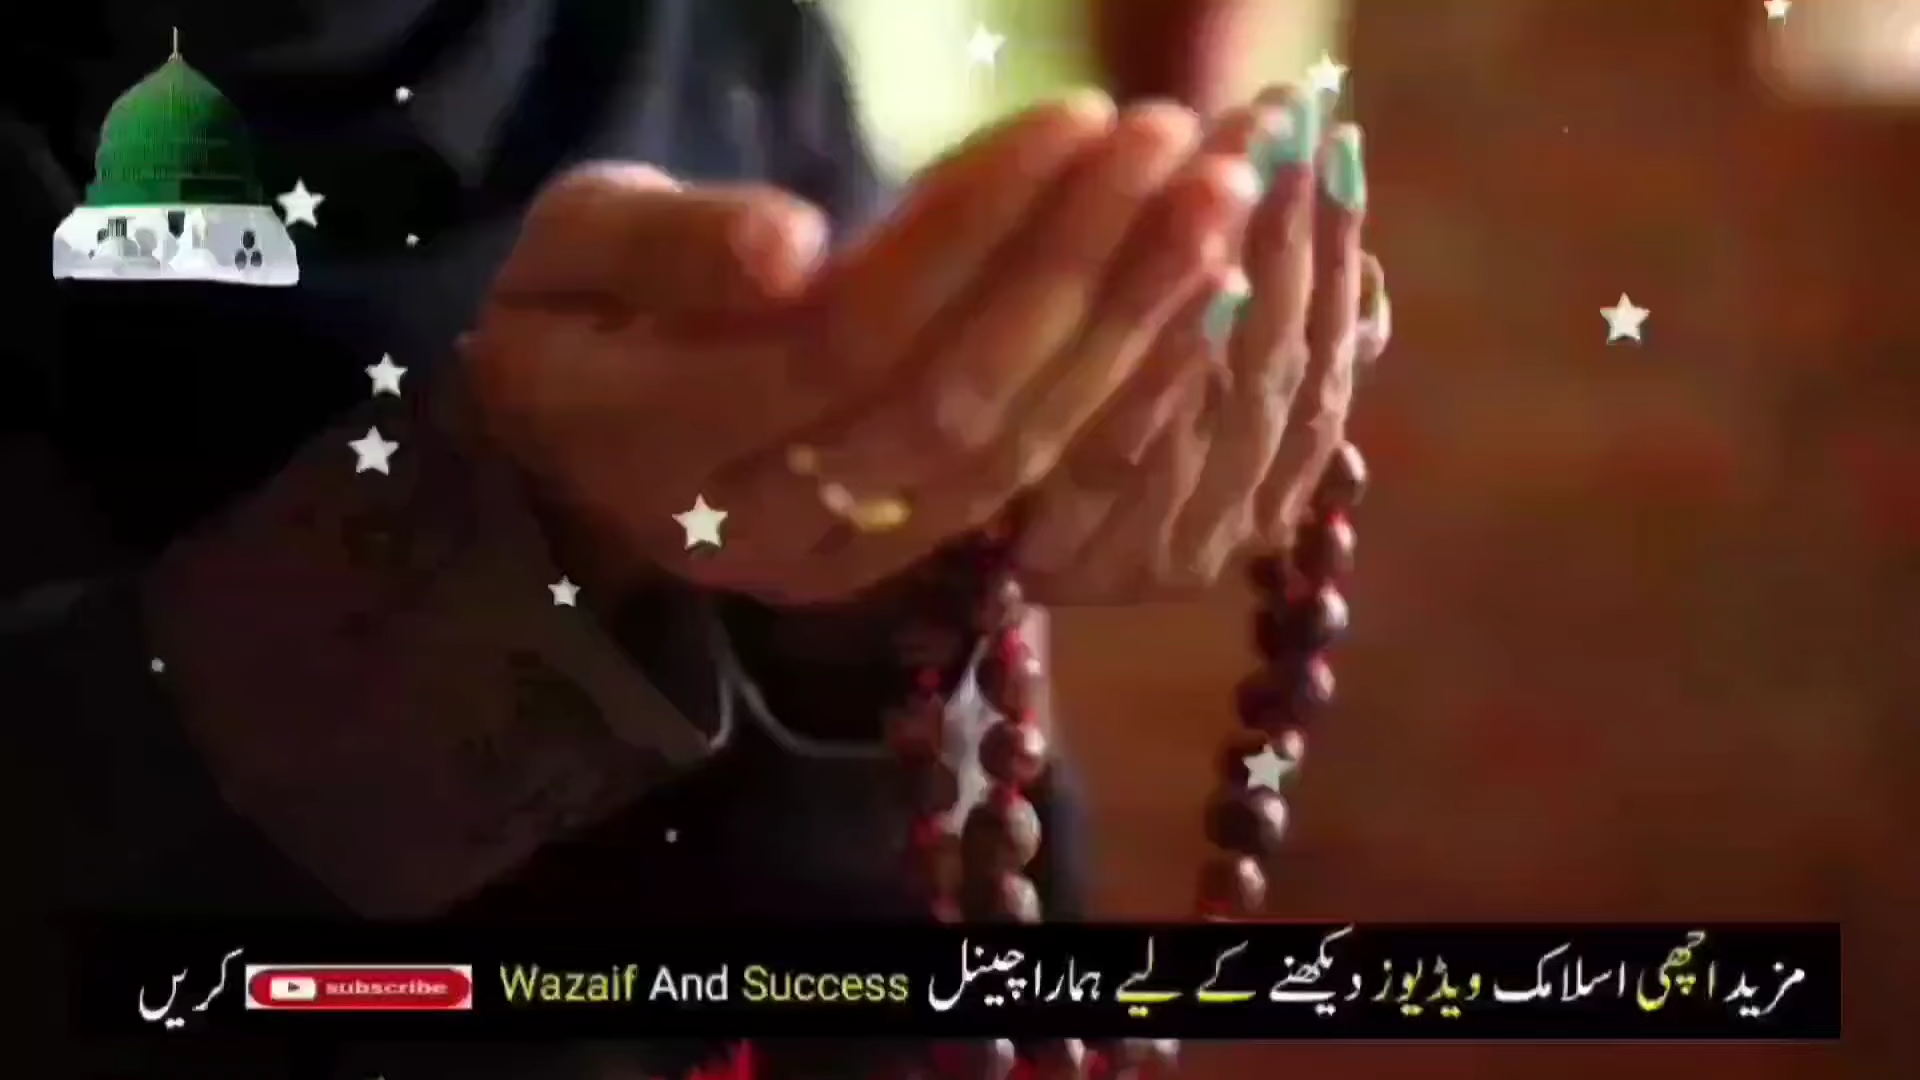 مزید اچھی اسلامک ویڈیوز دیکھنے کے لیے ہمارا چینل Wazaif And Success subscribe کریں